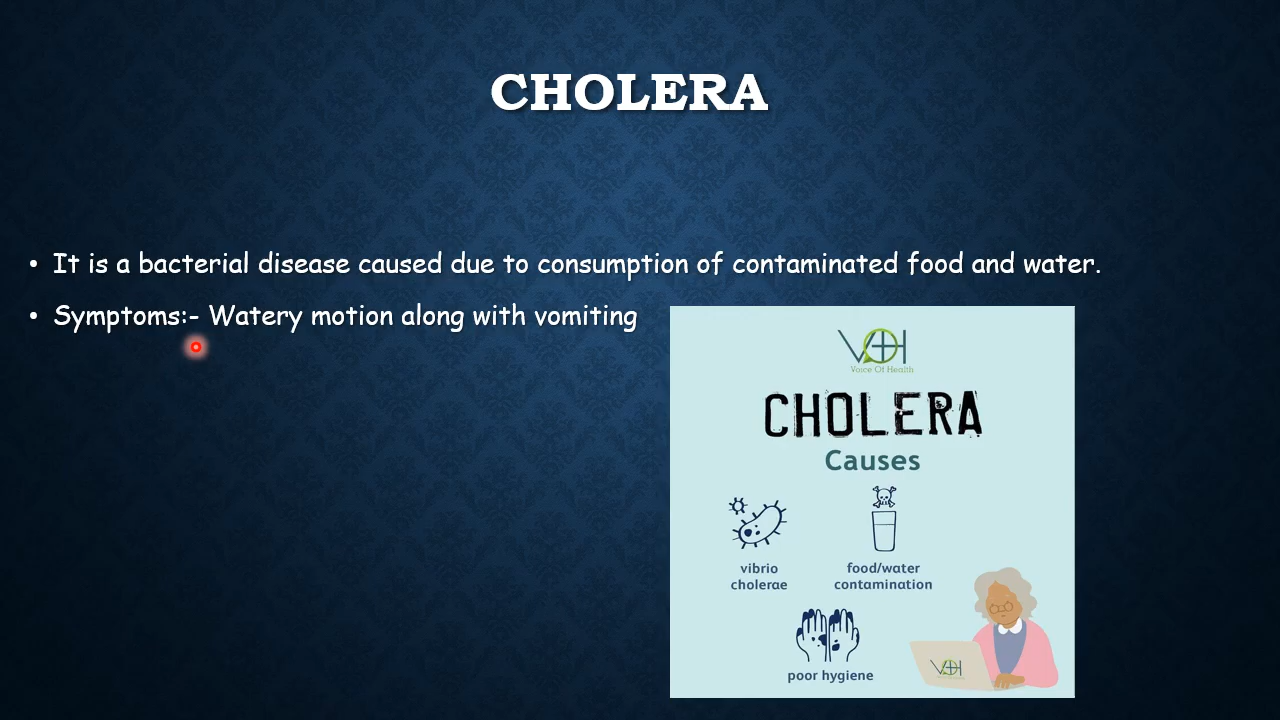 CHOLERA
• It is a bacterial disease caused due to consumption of contaminated food and water.
• Symptoms:- Watery motion along with vomiting
VOH
Voice Of Health
CHOLERA
Causes
vibrio
cholerae
food/water
contamination
poor hygiene
VOH